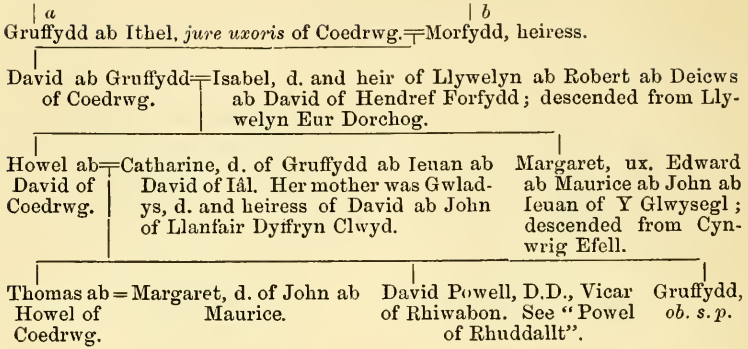 a b
Gruffydd ab Ithel, jure uxoris of Coedrwg.=Morfydd, heiress.
David ab Gruffydd=Isabel, d. and heir of Llywelyn ab Robert ab Deicws
of Coedrwg. ab David of Hendref Forfydd; descended from Lly-
welyn Eur Dorchog.
Howel ab=Catharine, d. of Gruffydd ab Ieuan ab
David of David of Iâl. Her mother was Gwlad-
Coedrwg. ys, d. and heiress of David ab John
of Llanfair Dyffryn Clwyd.
Margaret, ux. Edward
ab Maurice ab John ab
Ieuan of Y Glwysegl;
descended from Cyn-
wrig Efell.
Thomas ab=Margaret, d. of John ab
Howel of Maurice.
Coedrwg.
David Powell, D.D., Vicar
of Rhiwabon. See "Powel
of Rhuddallt".
Gruffydd,
ob. s. p.